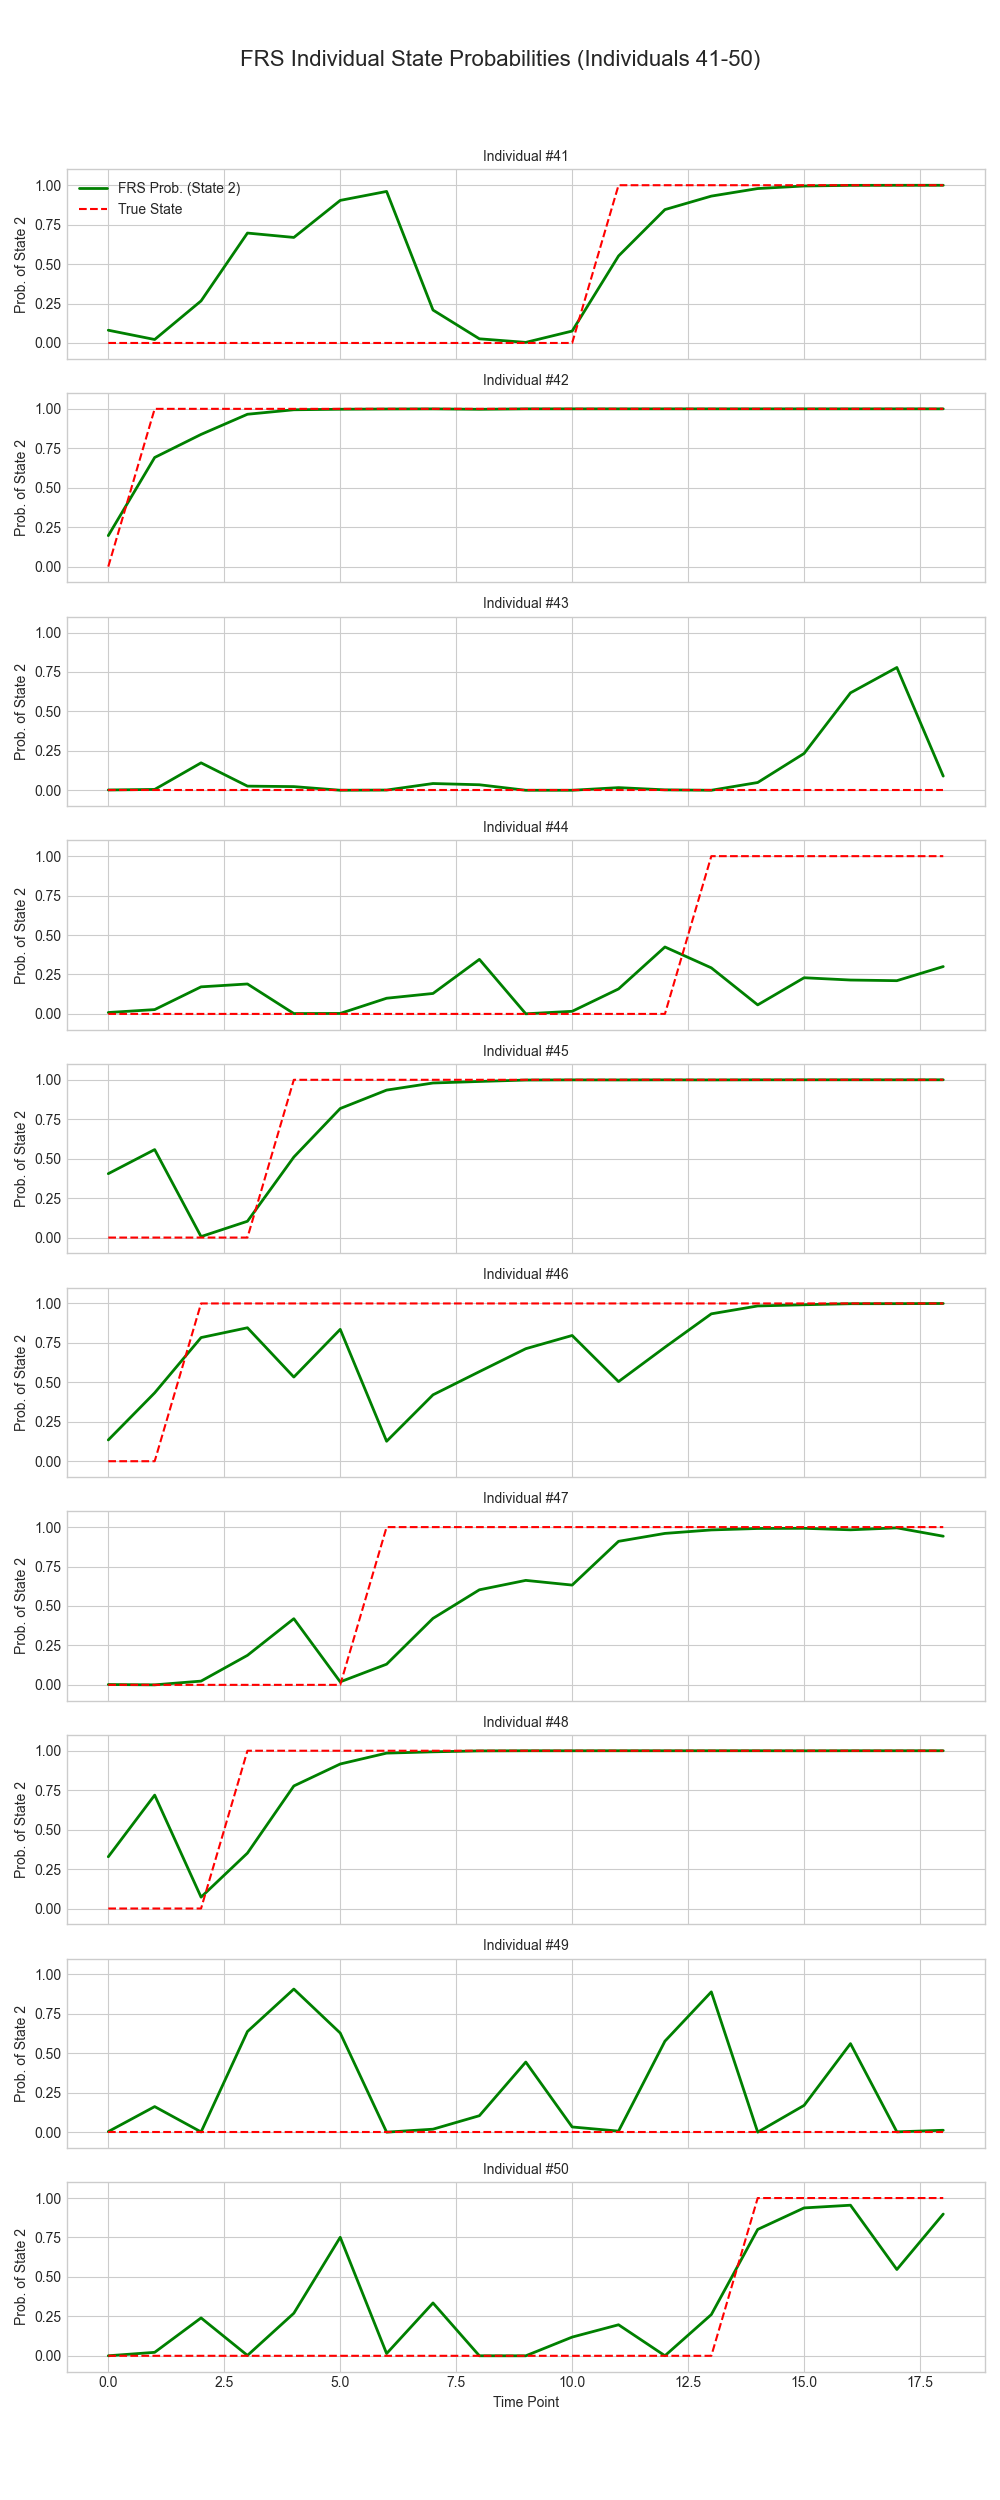 FRS Individual State Probabilities (Individuals 41-50)
Individual #41
FRS Prob. (State 2)
True State
1.00
0.75
0.50
0.25
0.00
Prob. of State 2
Individual #42
1.00
0.75
0.50
0.25
0.00
Prob. of State 2
Individual #43
1.00
0.75
0.50
0.25
0.00
Prob. of State 2
Individual #44
1.00
0.75
0.50
0.25
0.00
Prob. of State 2
Individual #45
1.00
0.75
0.50
0.25
0.00
Prob. of State 2
Individual #46
1.00
0.75
0.50
0.25
0.00
Prob. of State 2
Individual #47
1.00
0.75
0.50
0.25
0.00
Prob. of State 2
Individual #48
1.00
0.75
0.50
0.25
0.00
Prob. of State 2
Individual #49
1.00
0.75
0.50
0.25
0.00
Prob. of State 2
Individual #50
1.00
0.75
0.50
0.25
0.00
Prob. of State 2
0.0 2.5 5.0 7.5 10.0 12.5 15.0 17.5
Time Point